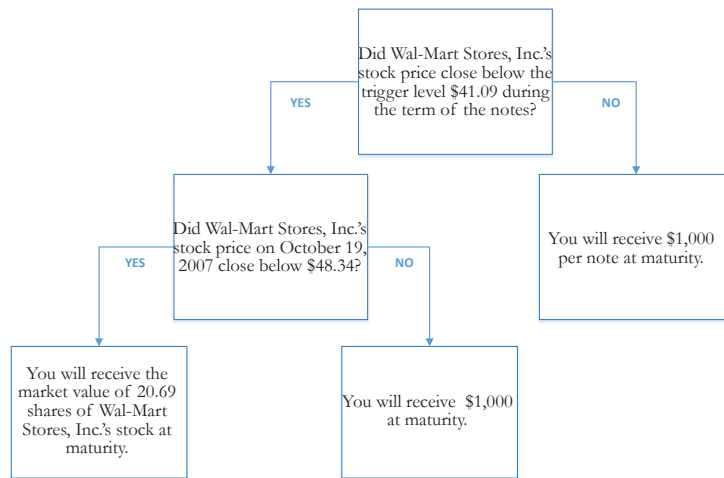 Did Wal-Mart Stores, Inc.'s
stock price close below the
trigger level $41.09 during
the term of the notes?
YES
NO
Did Wal-Mart Stores, Inc.'s
stock price on October 19,
2007 close below $48.34?
You will receive $1,000
per note at maturity.
YES
NO
You will receive the
market value of 20.69
shares of Wal-Mart
Stores, Inc.'s stock at
maturity.
You will receive $1,000
at maturity.